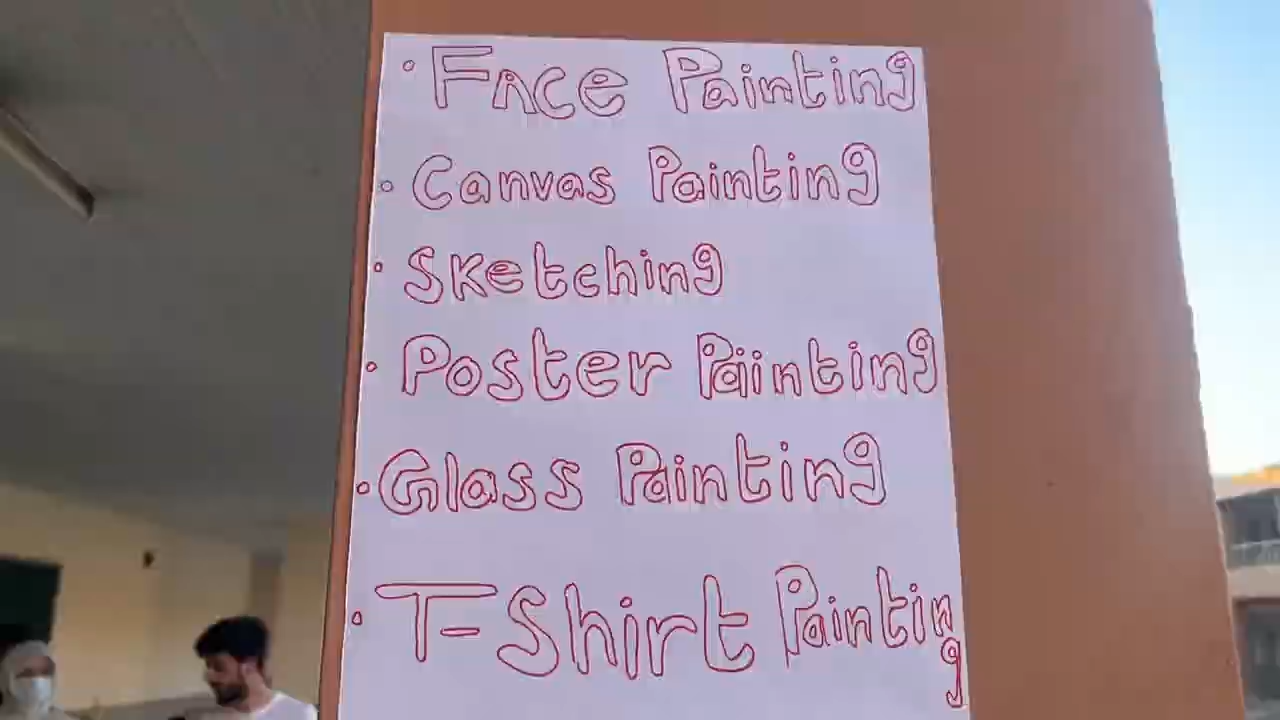 · Face Painting
· Canvas Painting
· Sketching
· Poster Painting
· Glass Painting
· T-Shirt Painting